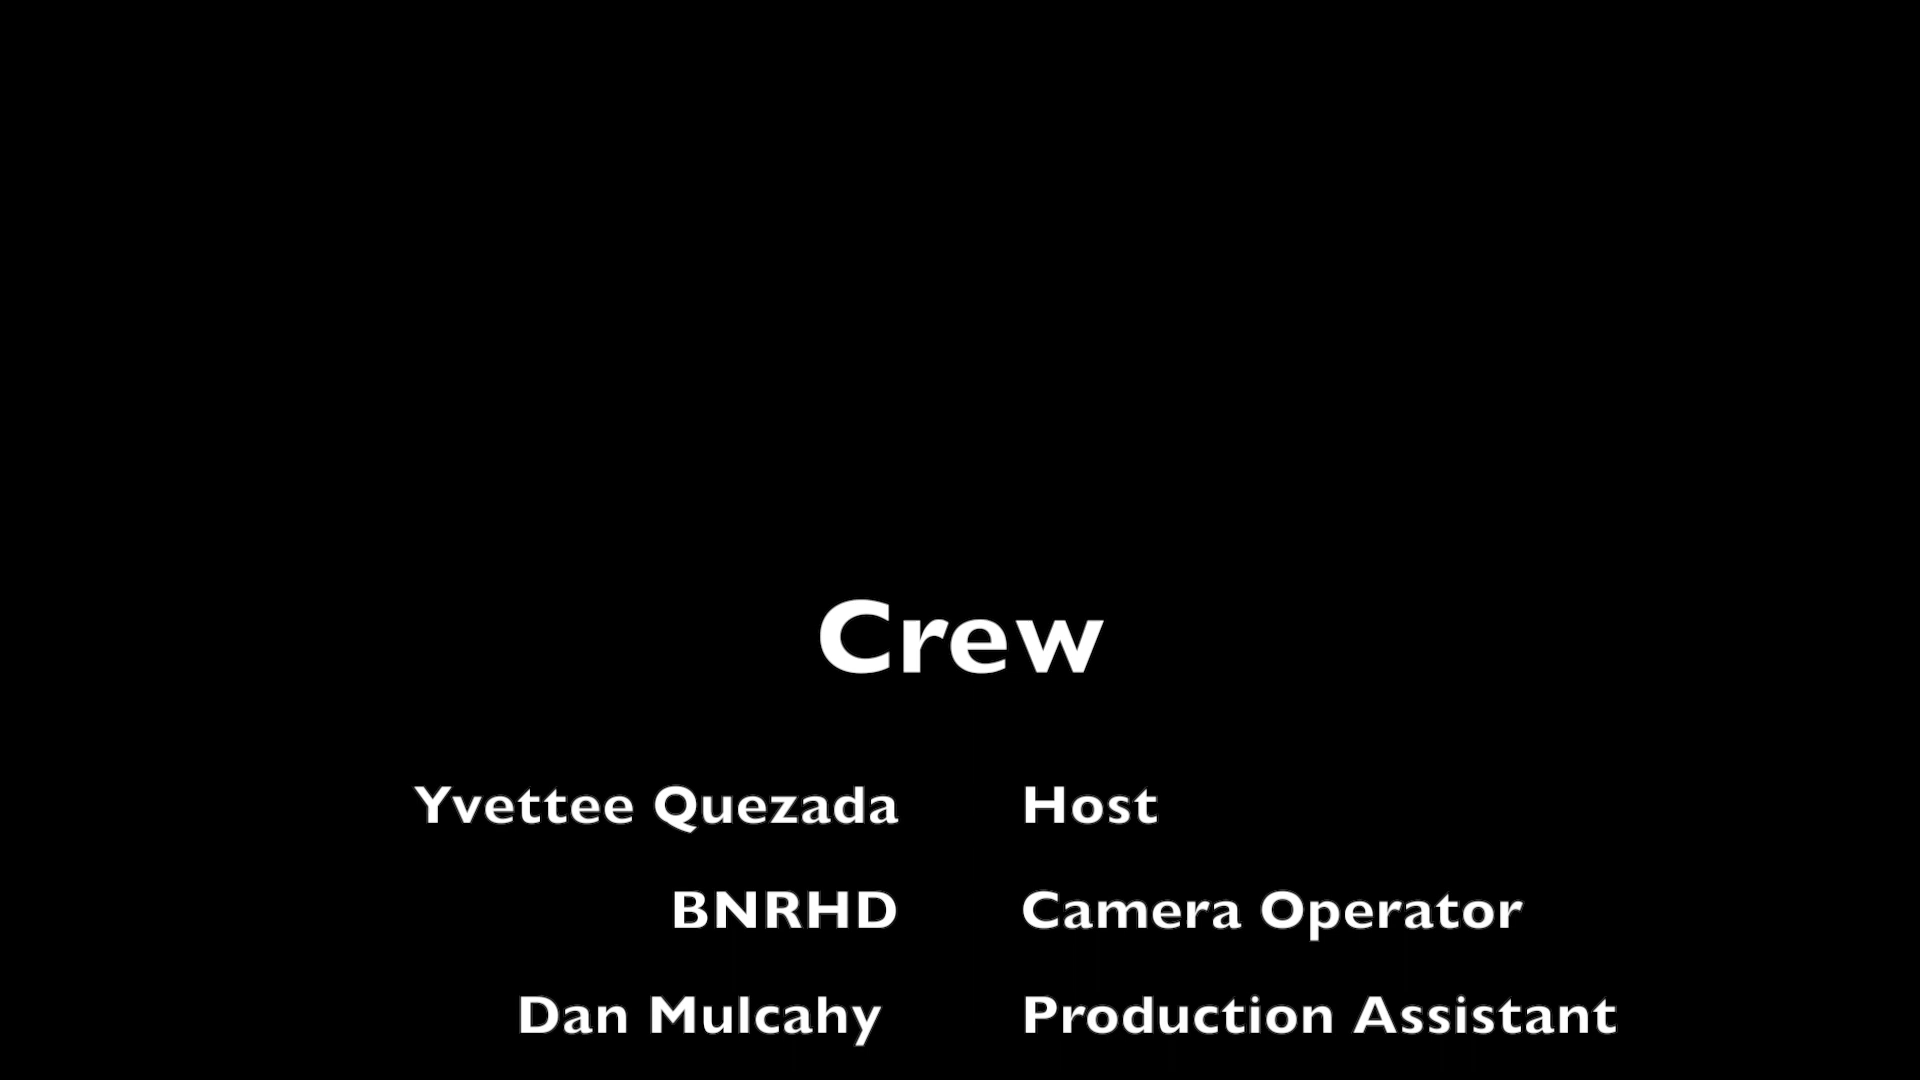 Crew
Yvettee Quezada Host
BNRHD Camera Operator
Dan Mulcahy Production Assistant